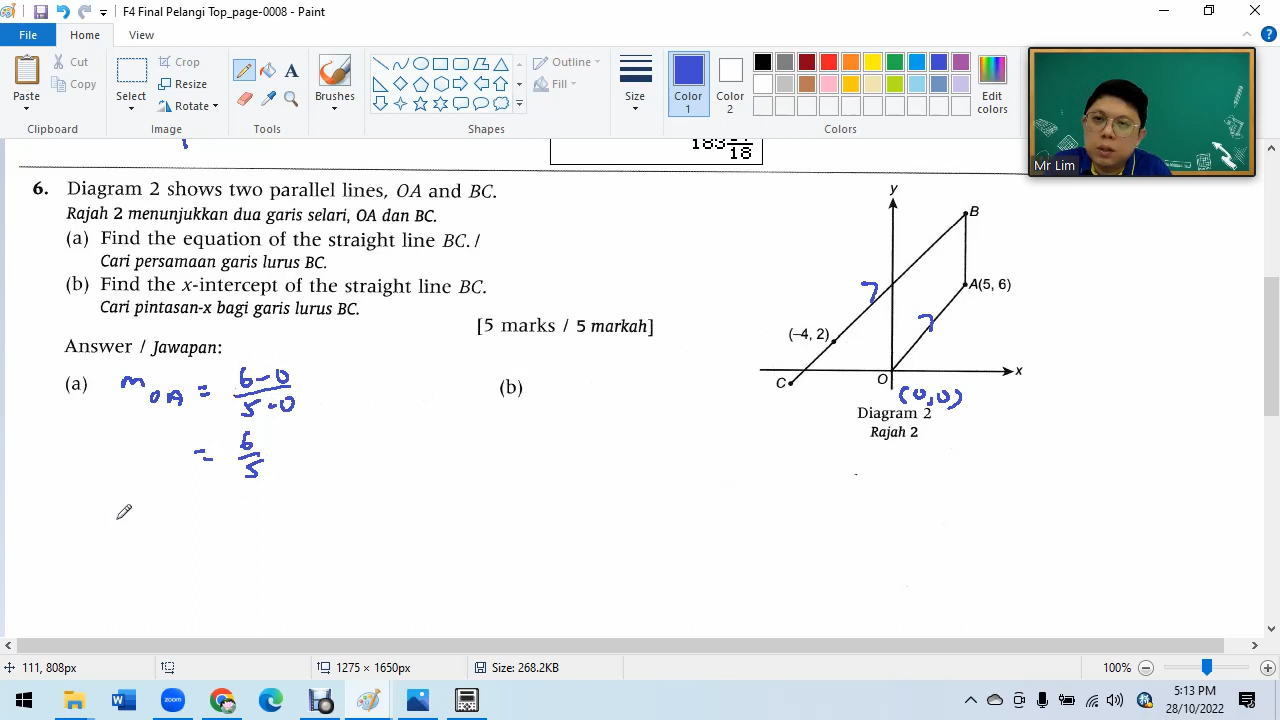 F4 Final Pelangi Top_page-0008 - Paint
File Home View
Paste Cut Copy Clipboard
Select Crop Resize Rotate Image
Tools
Brushes
Shapes Outline Fill
Size
Color 1 Color 2 Edit colors Colors
Mr Lim
18
6. Diagram 2 shows two parallel lines, OA and BC.
Rajah 2 menunjukkan dua garis selari, OA dan BC.
(a) Find the equation of the straight line BC. /
Cari persamaan garis lurus BC.
(b) Find the x-intercept of the straight line BC.
Cari pintasan-x bagi garis lurus BC.
[5 marks / 5 markah]
Answer / Jawapan:
(a) m OA = 6-0 / 5-0
= 6 / 5
(b)
y
B
A(5, 6)
(–4, 2)
C
O
x
(0,0)
Diagram 2
Rajah 2
111, 808px 1275 × 1650px Size: 268.2KB 100%
zoom
5:13 PM
28/10/2022